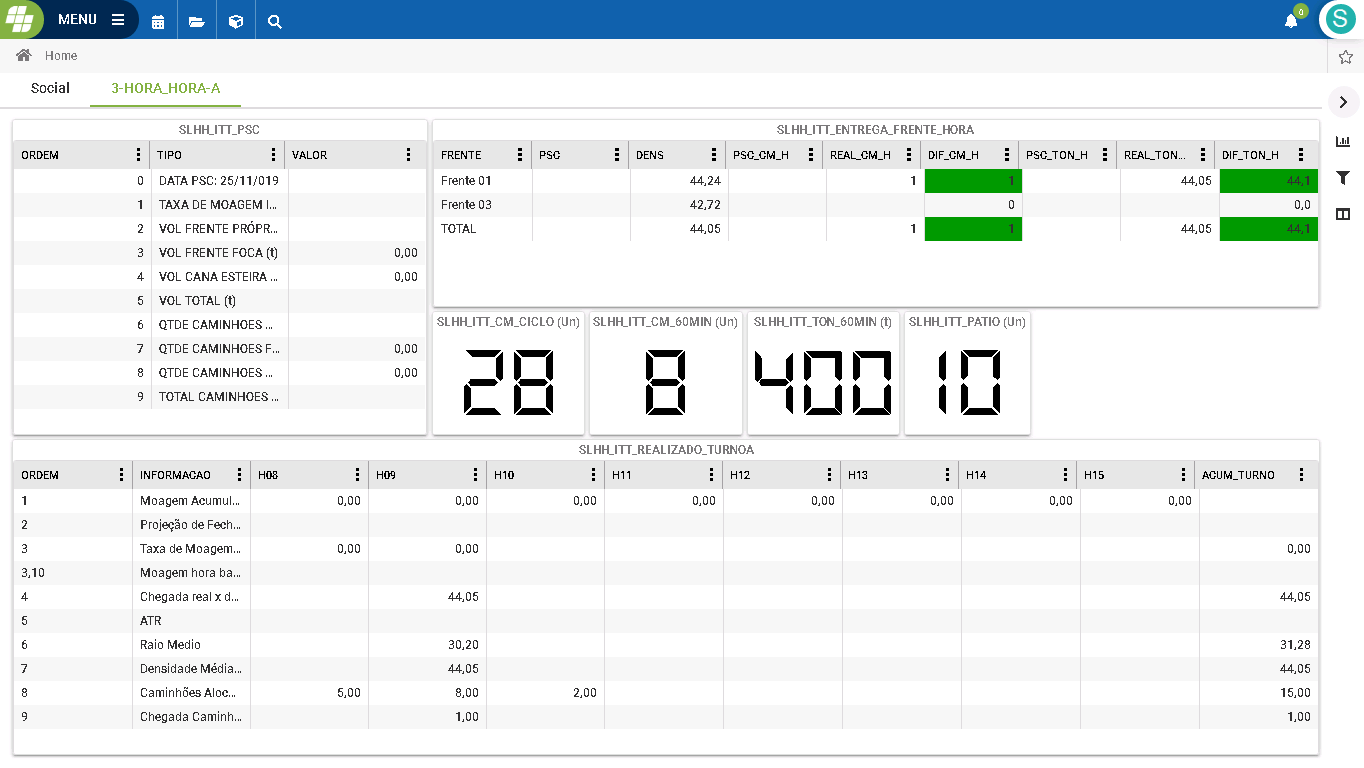 MENU
0
S
Home
Social 3-HORA_HORA-A
SLHH_ITT_PSC
ORDEM TIPO VALOR
0 DATA PSC: 25/11/019
1 TAXA DE MOAGEM I...
2 VOL FRENTE PRÓPR...
3 VOL FRENTE FOCA (t) 0,00
4 VOL CANA ESTEIRA ... 0,00
5 VOL TOTAL (t)
6 QTDE CAMINHOES ...
7 QTDE CAMINHOES F... 0,00
8 QTDE CAMINHOES ... 0,00
9 TOTAL CAMINHOES ...
SLHH_ITT_ENTREGA_FRENTE_HORA
FRENTE PSC DENS PSC_CM_H REAL_CM_H DIF_CM_H PSC_TON_H REAL_TON... DIF_TON_H
Frente 01 44,24 1 1 44,05 44,1
Frente 03 42,72 0 0,0
TOTAL 44,05 1 1 44,05 44,1
SLHH_ITT_CM_CICLO (Un)
28
SLHH_ITT_CM_60MIN (Un)
8
SLHH_ITT_TON_60MIN (t)
400
SLHH_ITT_PATIO (Un)
10
SLHH_ITT_REALIZADO_TURNOA
ORDEM INFORMACAO H08 H09 H10 H11 H12 H13 H14 H15 ACUM_TURNO
1 Moagem Acumul... 0,00 0,00 0,00 0,00 0,00 0,00 0,00 0,00
2 Projeção de Fech...
3 Taxa de Moagem... 0,00 0,00 0,00
3,10 Moagem hora ba...
4 Chegada real x d... 44,05 44,05
5 ATR
6 Raio Medio 30,20 31,28
7 Densidade Média... 44,05 44,05
8 Caminhões Aloc... 5,00 8,00 2,00 15,00
9 Chegada Caminh... 1,00 1,00